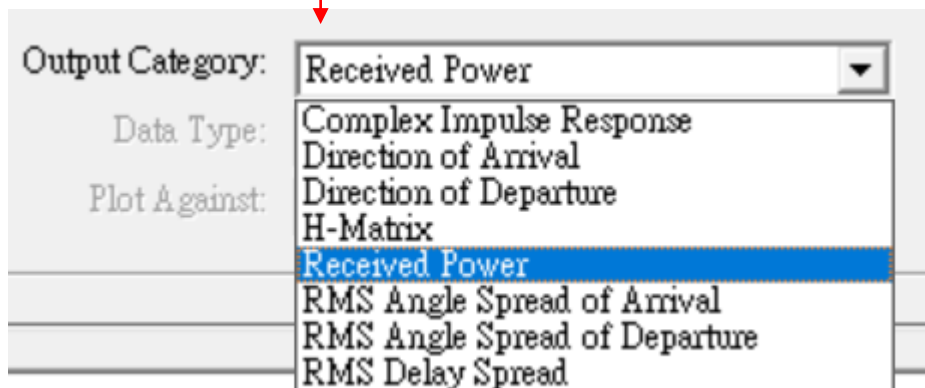 Output Category: Received Power
Data Type:
Plot Against:
Complex Impulse Response
Direction of Arrival
Direction of Departure
H-Matrix
Received Power
RMS Angle Spread of Arrival
RMS Angle Spread of Departure
RMS Delay Spread